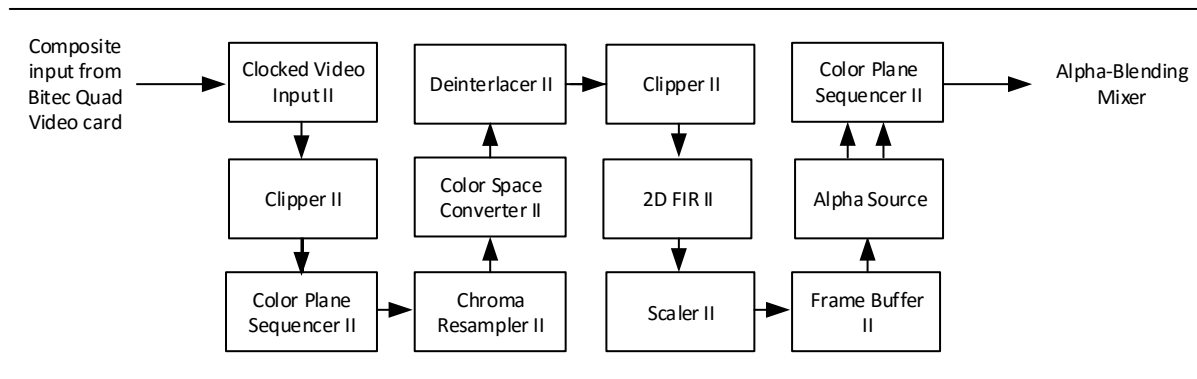 Composite
input from
Bitec Quad
Video card
Clocked Video
Input II
Clipper II
Color Plane
Sequencer II
Chroma
Resampler II
Color Space
Converter II
Deinterlacer II
Clipper II
2D FIR II
Scaler II
Frame Buffer
II
Alpha Source
Color Plane
Sequencer II
Alpha-Blending
Mixer